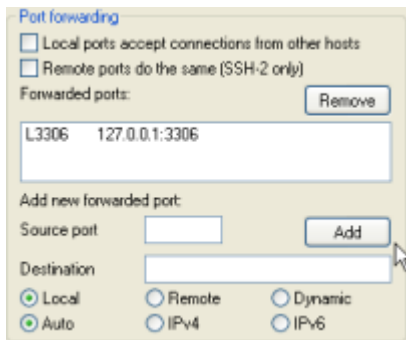 Port forwarding
Local ports accept connections from other hosts
Remote ports do the same (SSH-2 only)
Forwarded ports:
Remove
L3306 127.0.0.1:3306
Add new forwarded port:
Source port
Add
Destination
Local Remote Dynamic
Auto IPv4 IPv6